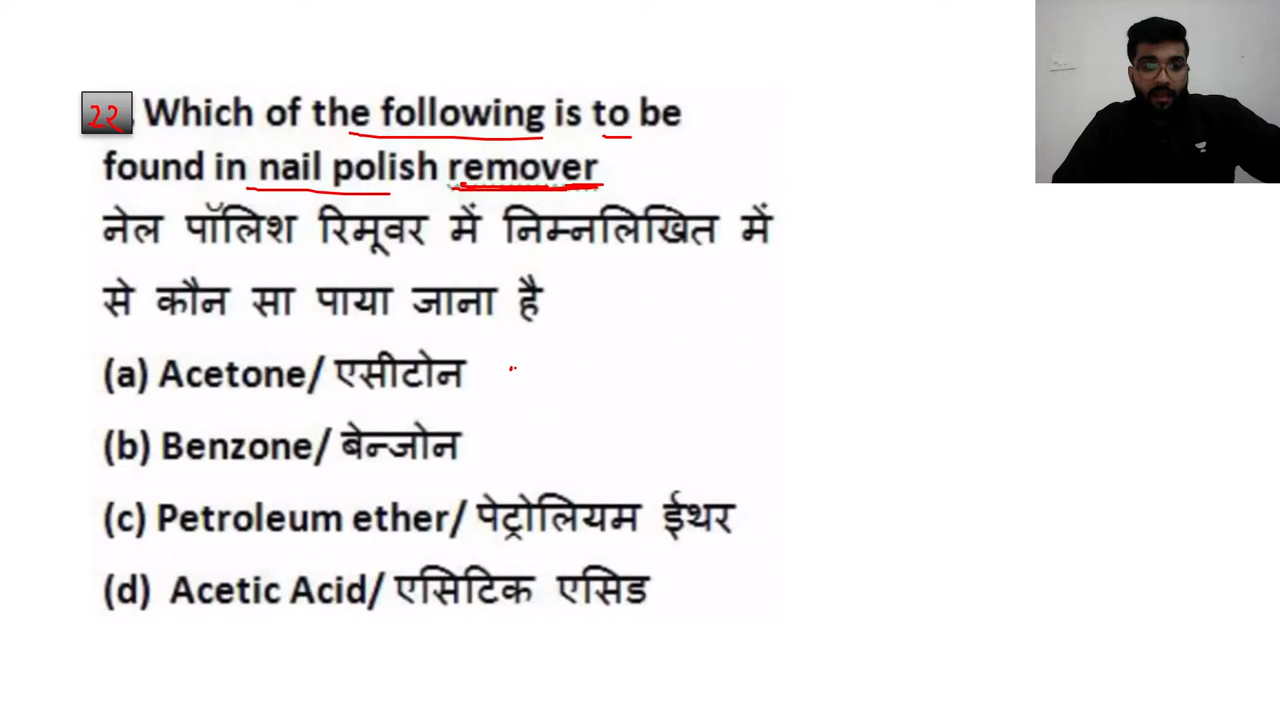 22. Which of the following is to be
found in nail polish remover
नेल पॉलिश रिमूवर में निम्नलिखित में
से कौन सा पाया जाना है
(a) Acetone/ एसीटोन
(b) Benzone/ बेन्जोन
(c) Petroleum ether/ पेट्रोलियम ईथर
(d) Acetic Acid/ एसिटिक एसिड